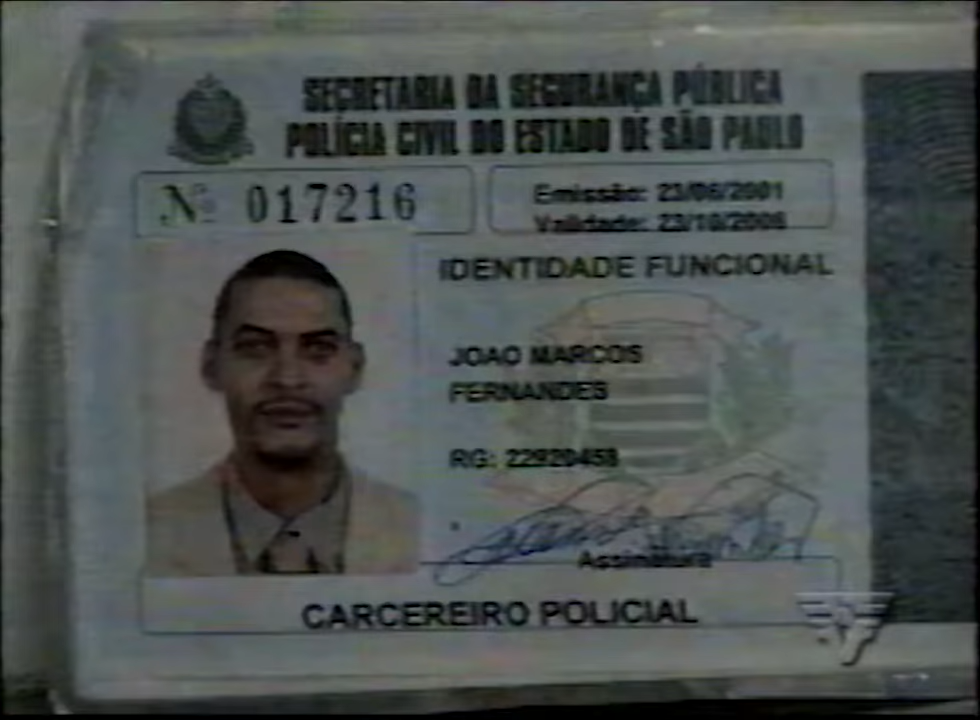 SECRETARIA DA SEGURANÇA PÚBLICA
POLÍCIA CIVIL DO ESTADO DE SÃO PAULO
Nº 017216
Emissão: 23/06/2001
Validade: 23/10/2006
IDENTIDADE FUNCIONAL
JOAO MARCOS
FERNANDES
RG: 22920458
Assinatura
CARCEREIRO POLICIAL